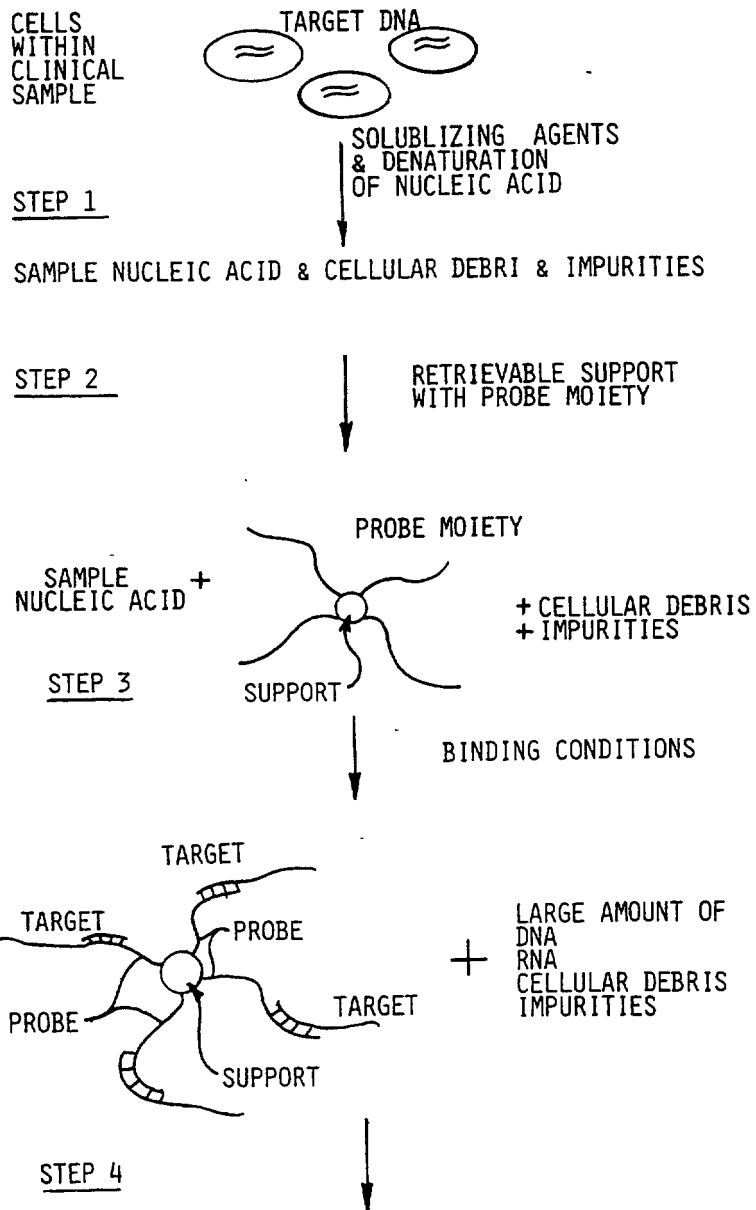 CELLS
WITHIN
CLINICAL
SAMPLE
TARGET DNA
SOLUBLIZING AGENTS
& DENATURATION
OF NUCLEIC ACID
STEP 1
SAMPLE NUCLEIC ACID & CELLULAR DEBRI & IMPURITIES
STEP 2
RETRIEVABLE SUPPORT
WITH PROBE MOIETY
PROBE MOIETY
SAMPLE
NUCLEIC ACID
+
+ CELLULAR DEBRIS
+ IMPURITIES
STEP 3
SUPPORT
BINDING CONDITIONS
TARGET
TARGET
PROBE
PROBE
TARGET
SUPPORT
+
LARGE AMOUNT OF
DNA
RNA
CELLULAR DEBRIS
IMPURITIES
STEP 4